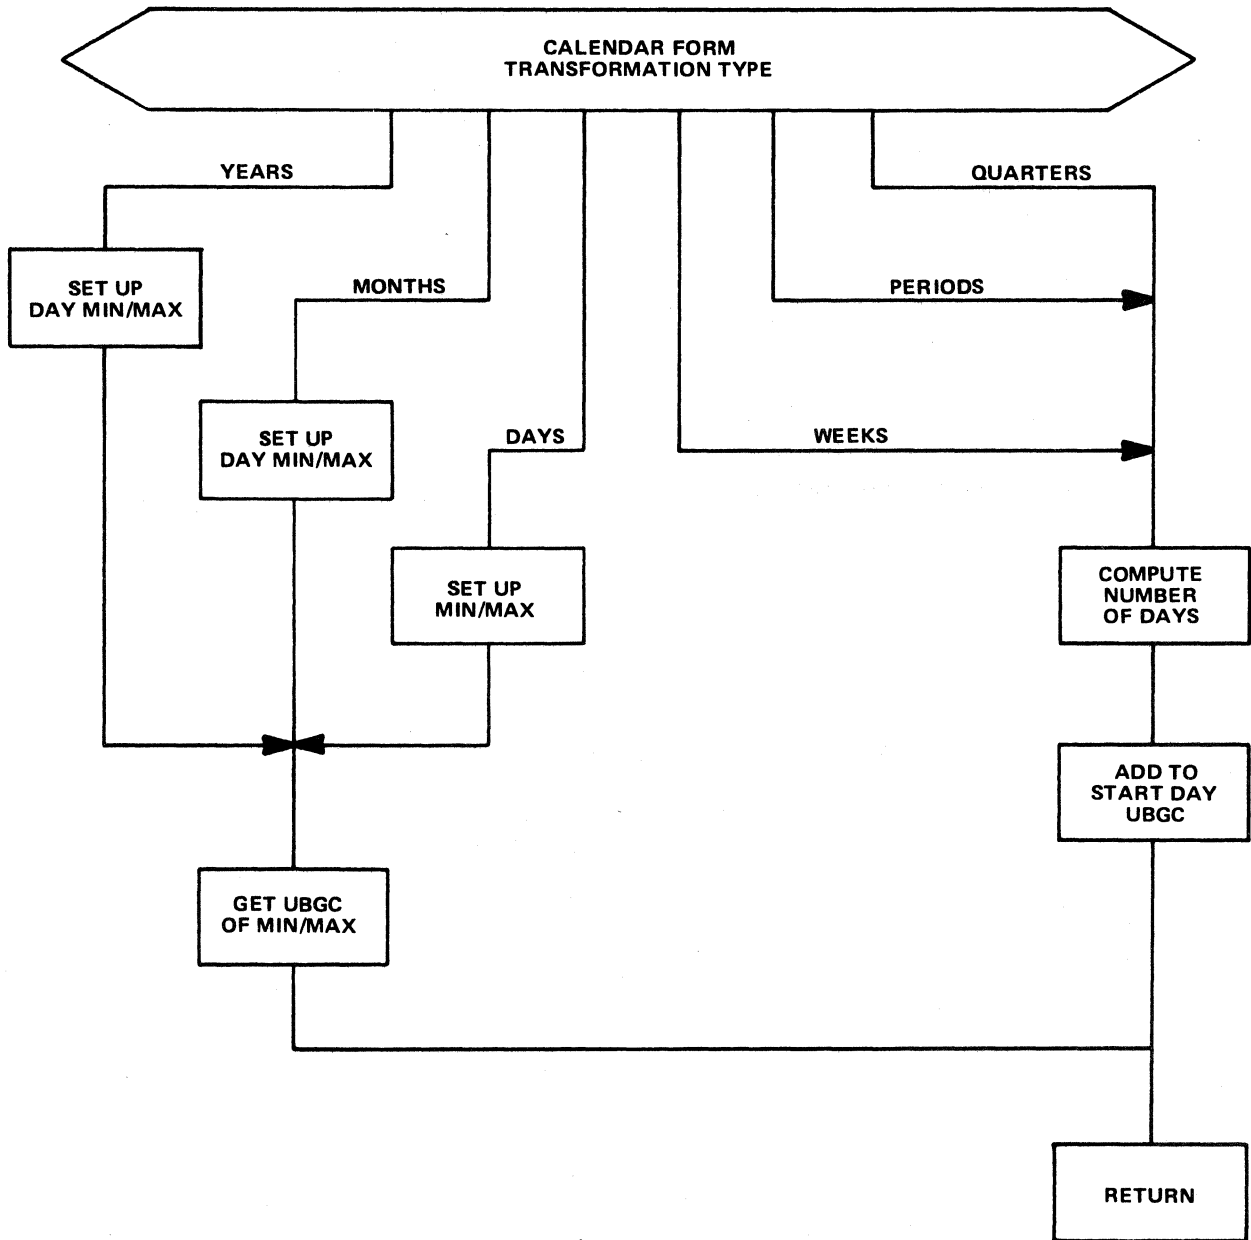 CALENDAR FORM
TRANSFORMATION TYPE
YEARS
QUARTERS
SET UP
DAY MIN/MAX
MONTHS
PERIODS
SET UP
DAY MIN/MAX
DAYS
WEEKS
SET UP
MIN/MAX
COMPUTE
NUMBER
OF DAYS
ADD TO
START DAY
UBGC
GET UBGC
OF MIN/MAX
RETURN